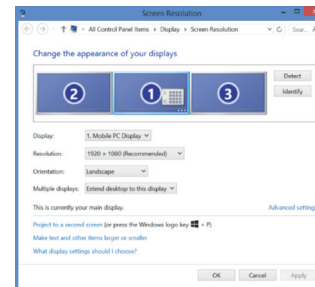 Screen Resolution
« All Control Panel Items › Display › Screen Resolution
Sear...
Change the appearance of your displays
2
1
3
Detect
Identify
Display: 1. Mobile PC Display
Resolution: 1920 × 1080 (Recommended)
Orientation: Landscape
Multiple displays: Extend desktop to this display
This is currently your main display.
Advanced setting
Project to a second screen (or press the Windows logo key + P)
Make text and other items larger or smaller
What display settings should I choose?
OK Cancel Apply